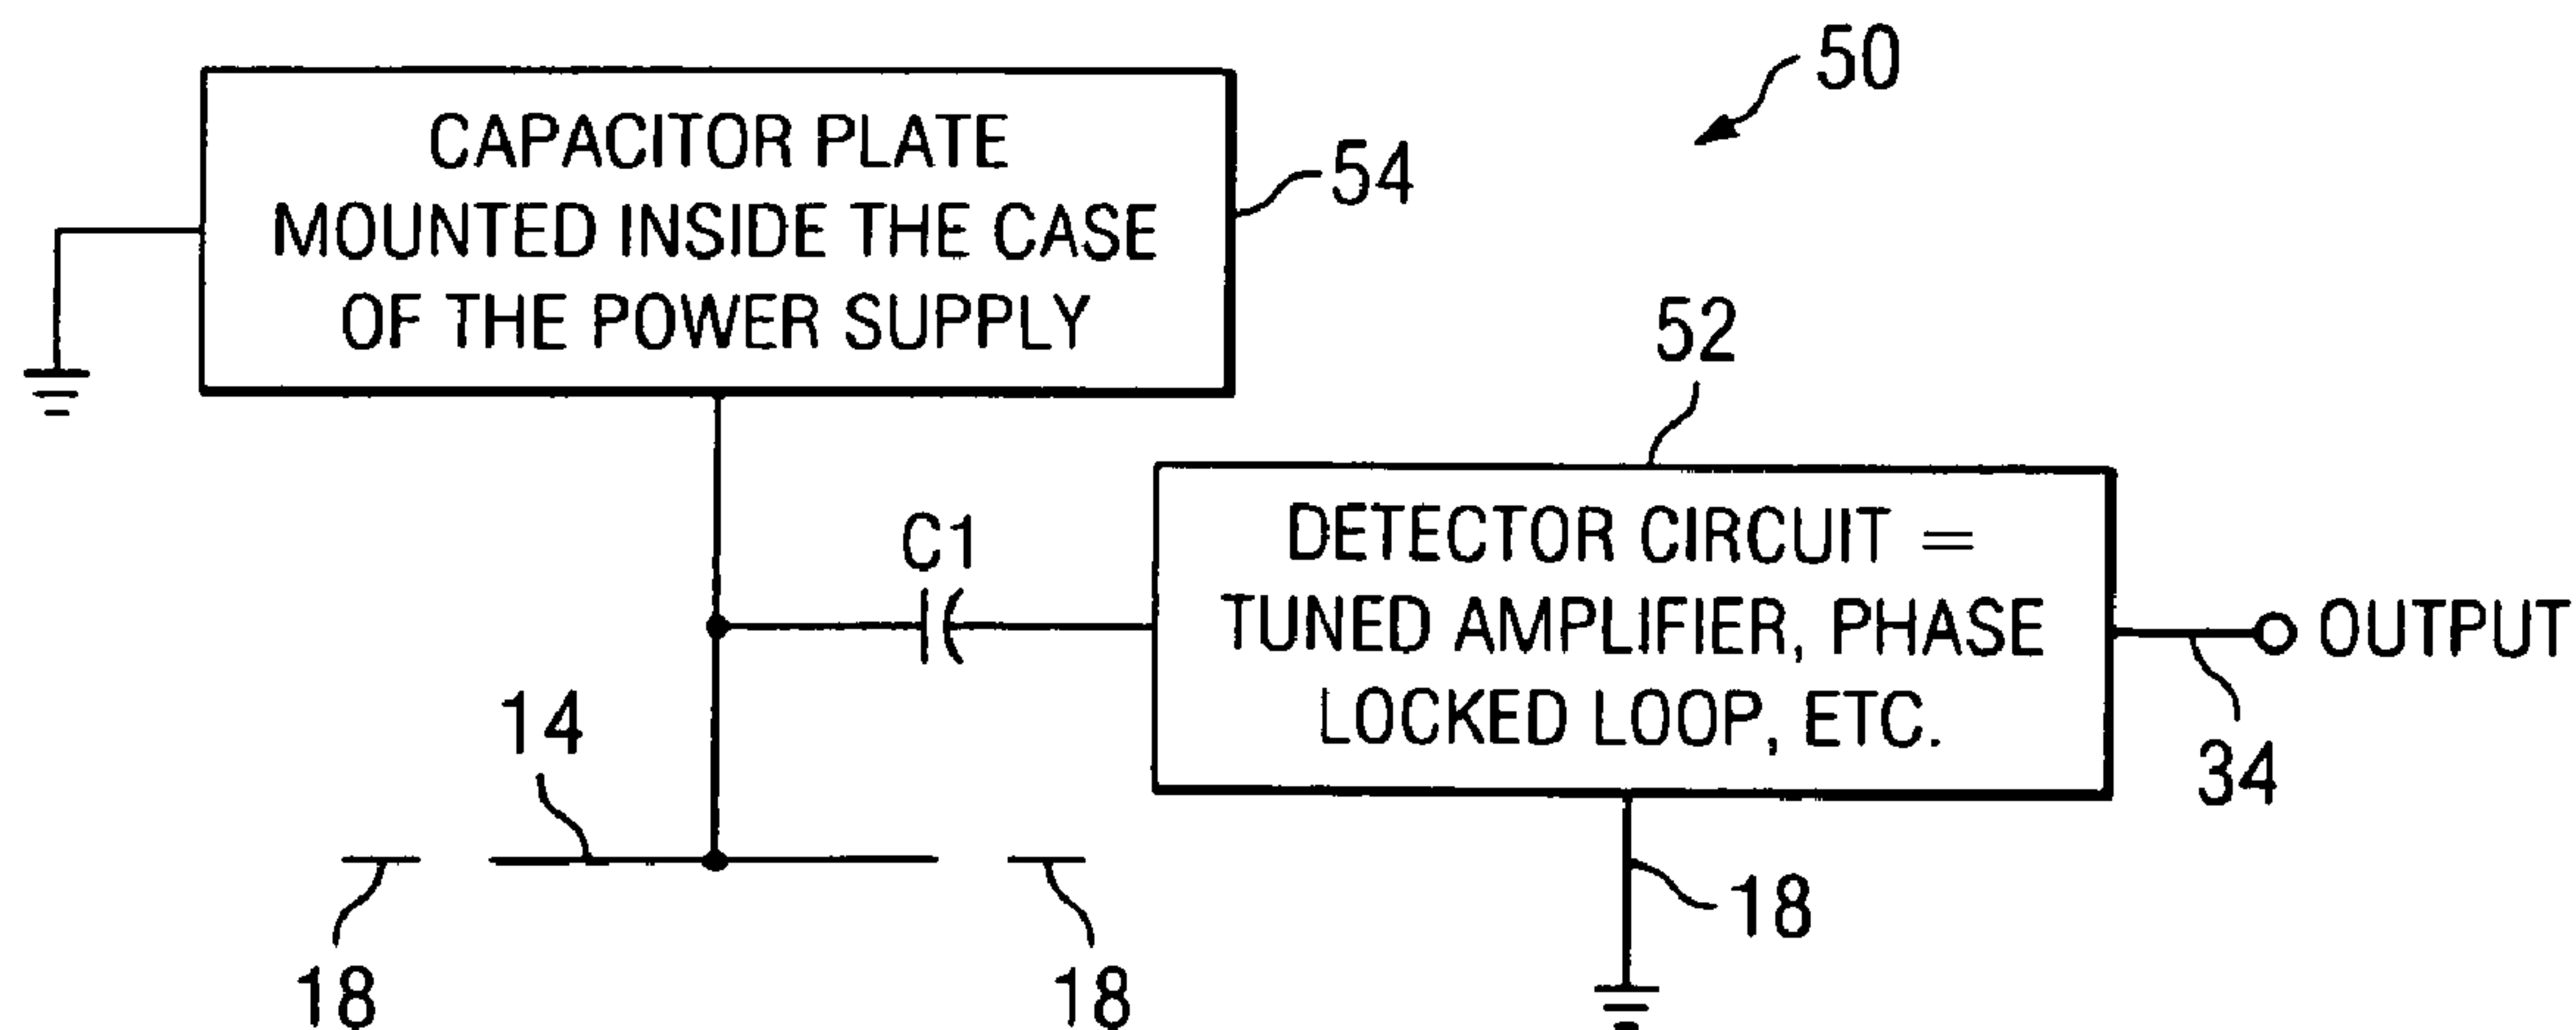 50
CAPACITOR PLATE
MOUNTED INSIDE THE CASE
OF THE POWER SUPPLY
54
52
C1
DETECTOR CIRCUIT =
TUNED AMPLIFIER, PHASE
LOCKED LOOP, ETC.
OUTPUT
34
14
18
18
18